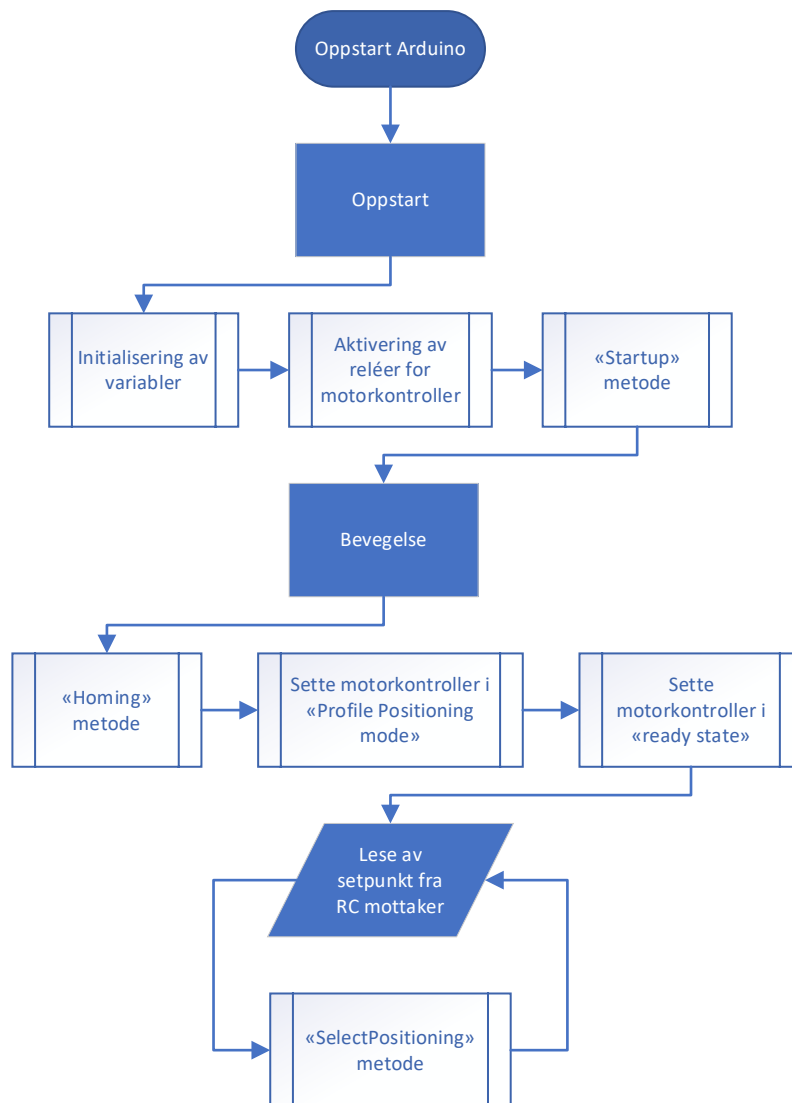 Oppstart Arduino
Oppstart
Initialisering av
variabler
Aktivering av
reléer for
motorkontroller
«Startup»
metode
Bevegelse
«Homing»
metode
Sette motorkontroller i
«Profile Positioning
mode»
Sette
motorkontroller i
«ready state»
Lese av
setpunkt fra
RC mottaker
«SelectPositioning»
metode